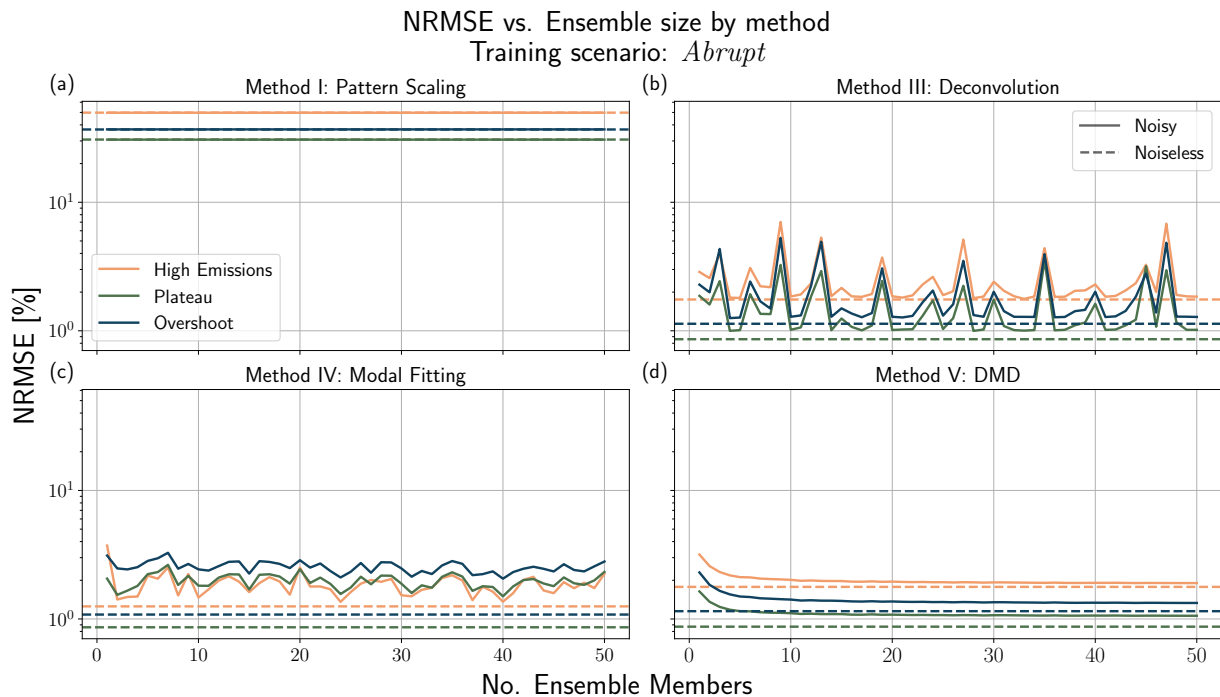 NRMSE vs. Ensemble size by method
Training scenario: Abrupt
(a)
Method I: Pattern Scaling
10^1
10^0
High Emissions
Plateau
Overshoot
(b)
Method III: Deconvolution
Noisy
Noiseless
NRMSE [%]
(c)
Method IV: Modal Fitting
10^1
10^0
0
10
20
30
40
50
(d)
Method V: DMD
0
10
20
30
40
50
No. Ensemble Members